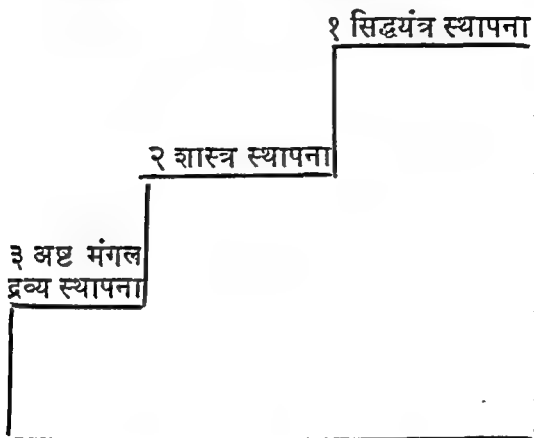 १ सिद्धयंत्र स्थापना
२ शास्त्र स्थापना
३ अष्ट मंगल
द्रव्य स्थापना